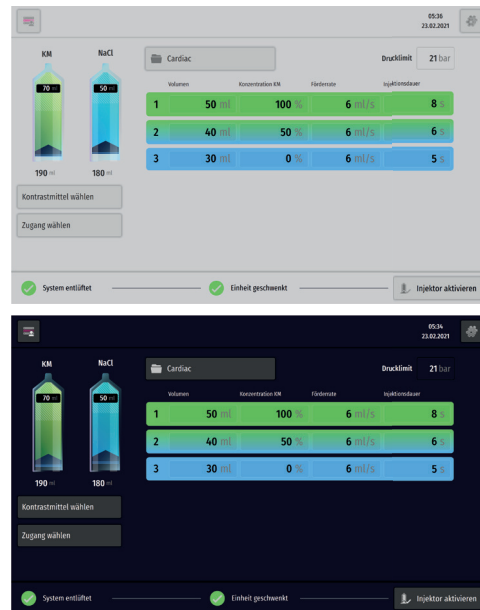 05:36
23.02.2021
KM NaCl
Cardiac Drucklimit 21 bar
Volumen Konzentration KM Förderrate Injektionsdauer
70 ml 50 ml
1 50 ml 100 % 6 ml/s 8 s
2 40 ml 50 % 6 ml/s 6 s
3 30 ml 0 % 6 ml/s 5 s
190 ml 180 ml
Kontrastmittel wählen
Zugang wählen
System entlüftet Einheit geschwenkt Injektor aktivieren
05:34
23.02.2021
KM NaCl
Cardiac Drucklimit 21 bar
Volumen Konzentration KM Förderrate Injektionsdauer
70 ml 50 ml
1 50 ml 100 % 6 ml/s 8 s
2 40 ml 50 % 6 ml/s 6 s
3 30 ml 0 % 6 ml/s 5 s
190 ml 180 ml
Kontrastmittel wählen
Zugang wählen
System entlüftet Einheit geschwenkt Injektor aktivieren